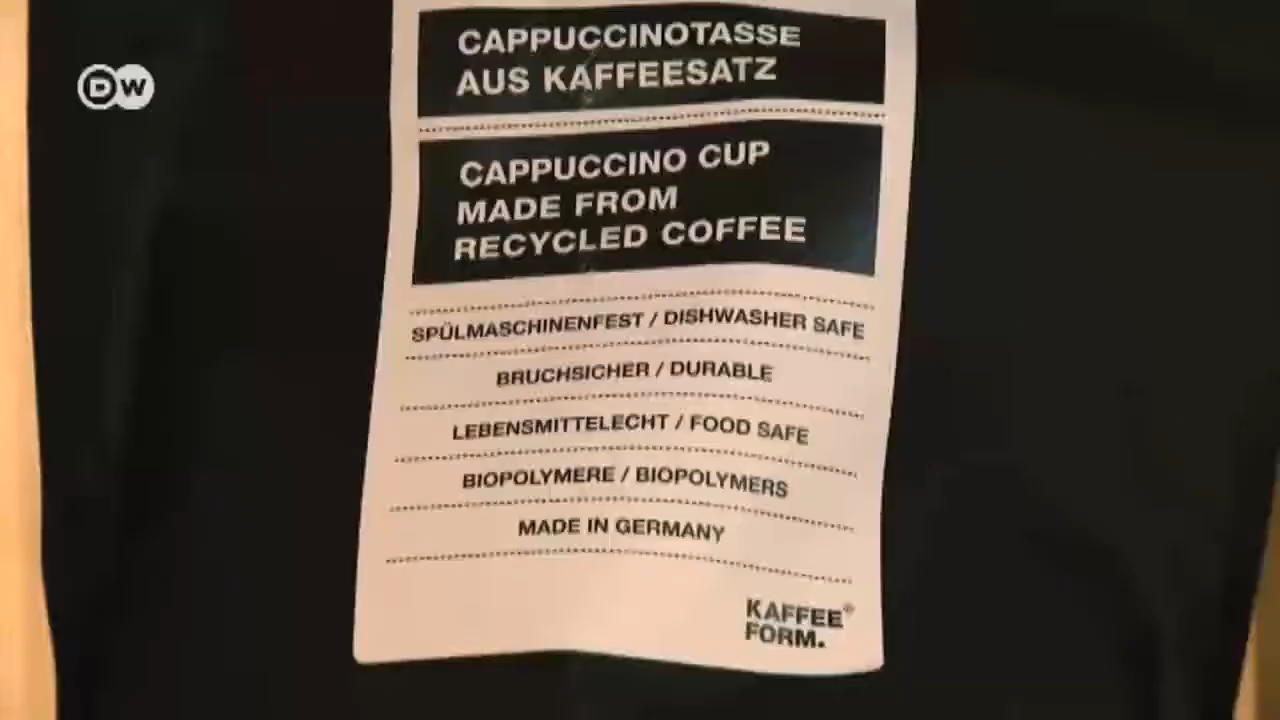 DW
CAPPUCCINOTASSE
AUS KAFFEESATZ
CAPPUCCINO CUP
MADE FROM
RECYCLED COFFEE
SPÜLMASCHINENFEST / DISHWASHER SAFE
BRUCHSICHER / DURABLE
LEBENSMITTELECHT / FOOD SAFE
BIOPOLYMERE / BIOPOLYMERS
MADE IN GERMANY
KAFFEE®
FORM.